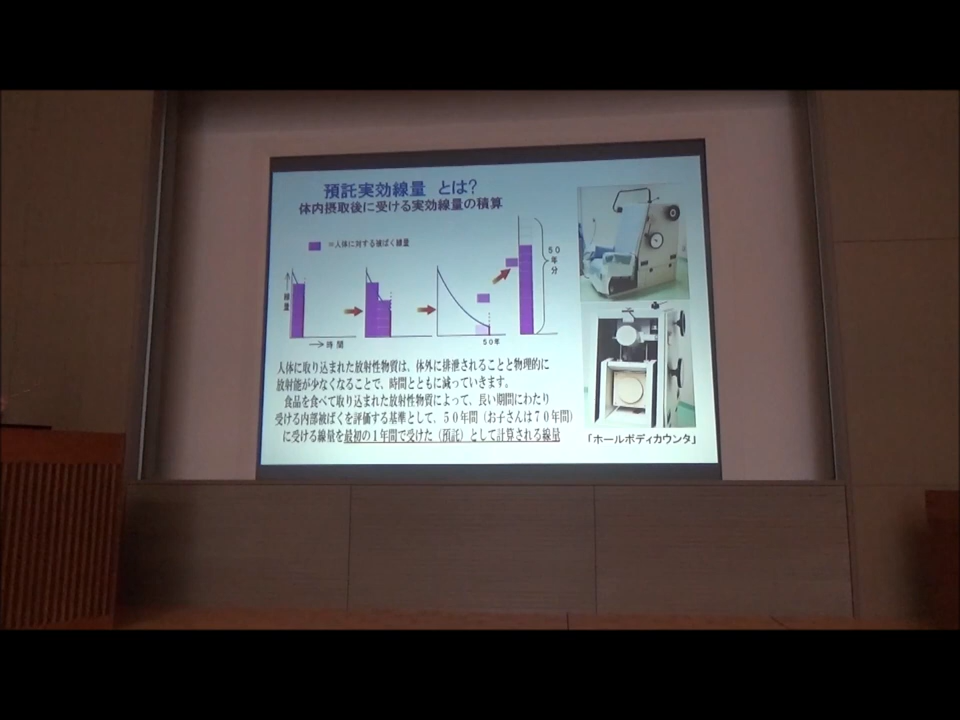 預託実効線量　とは?
体内摂取後に受ける実効線量の積算
※人体に対する被ばく線量
線量
時間
50年
50年分
人体に取り込まれた放射性物質は、体外に排泄されることと物理的に
放射能が少なくなることで、時間とともに減っていきます。
食品を食べて取り込まれた放射性物質によって、長い期間にわたり
受ける内部被ばくを評価する基準として、50年間（お子さんは70年間）
に受ける線量を最初の1年間で受けた（預託）として計算される線量
「ホールボディカウンタ」